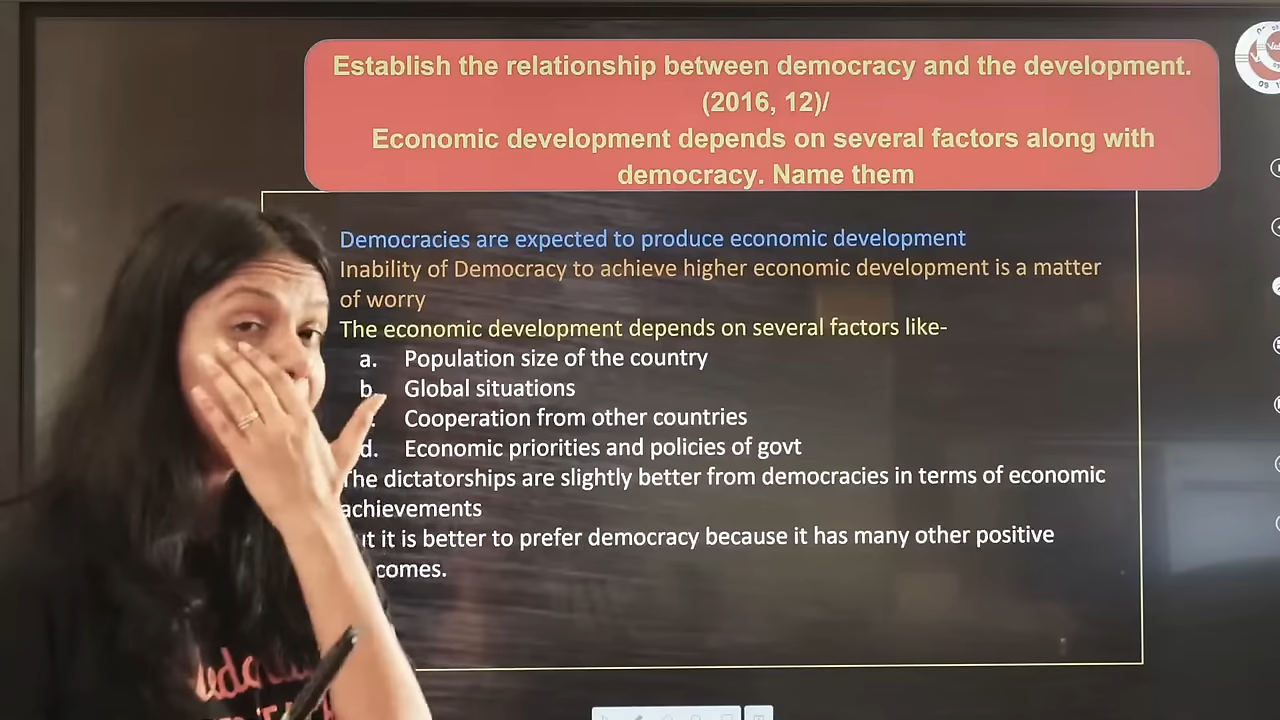 Establish the relationship between democracy and the development.
(2016, 12)/
Economic development depends on several factors along with
democracy. Name them
Democracies are expected to produce economic development
Inability of Democracy to achieve higher economic development is a matter
of worry
The economic development depends on several factors like-
a. Population size of the country
b. Global situations
Cooperation from other countries
d. Economic priorities and policies of govt
The dictatorships are slightly better from democracies in terms of economic
achievements
ut it is better to prefer democracy because it has many other positive
comes.